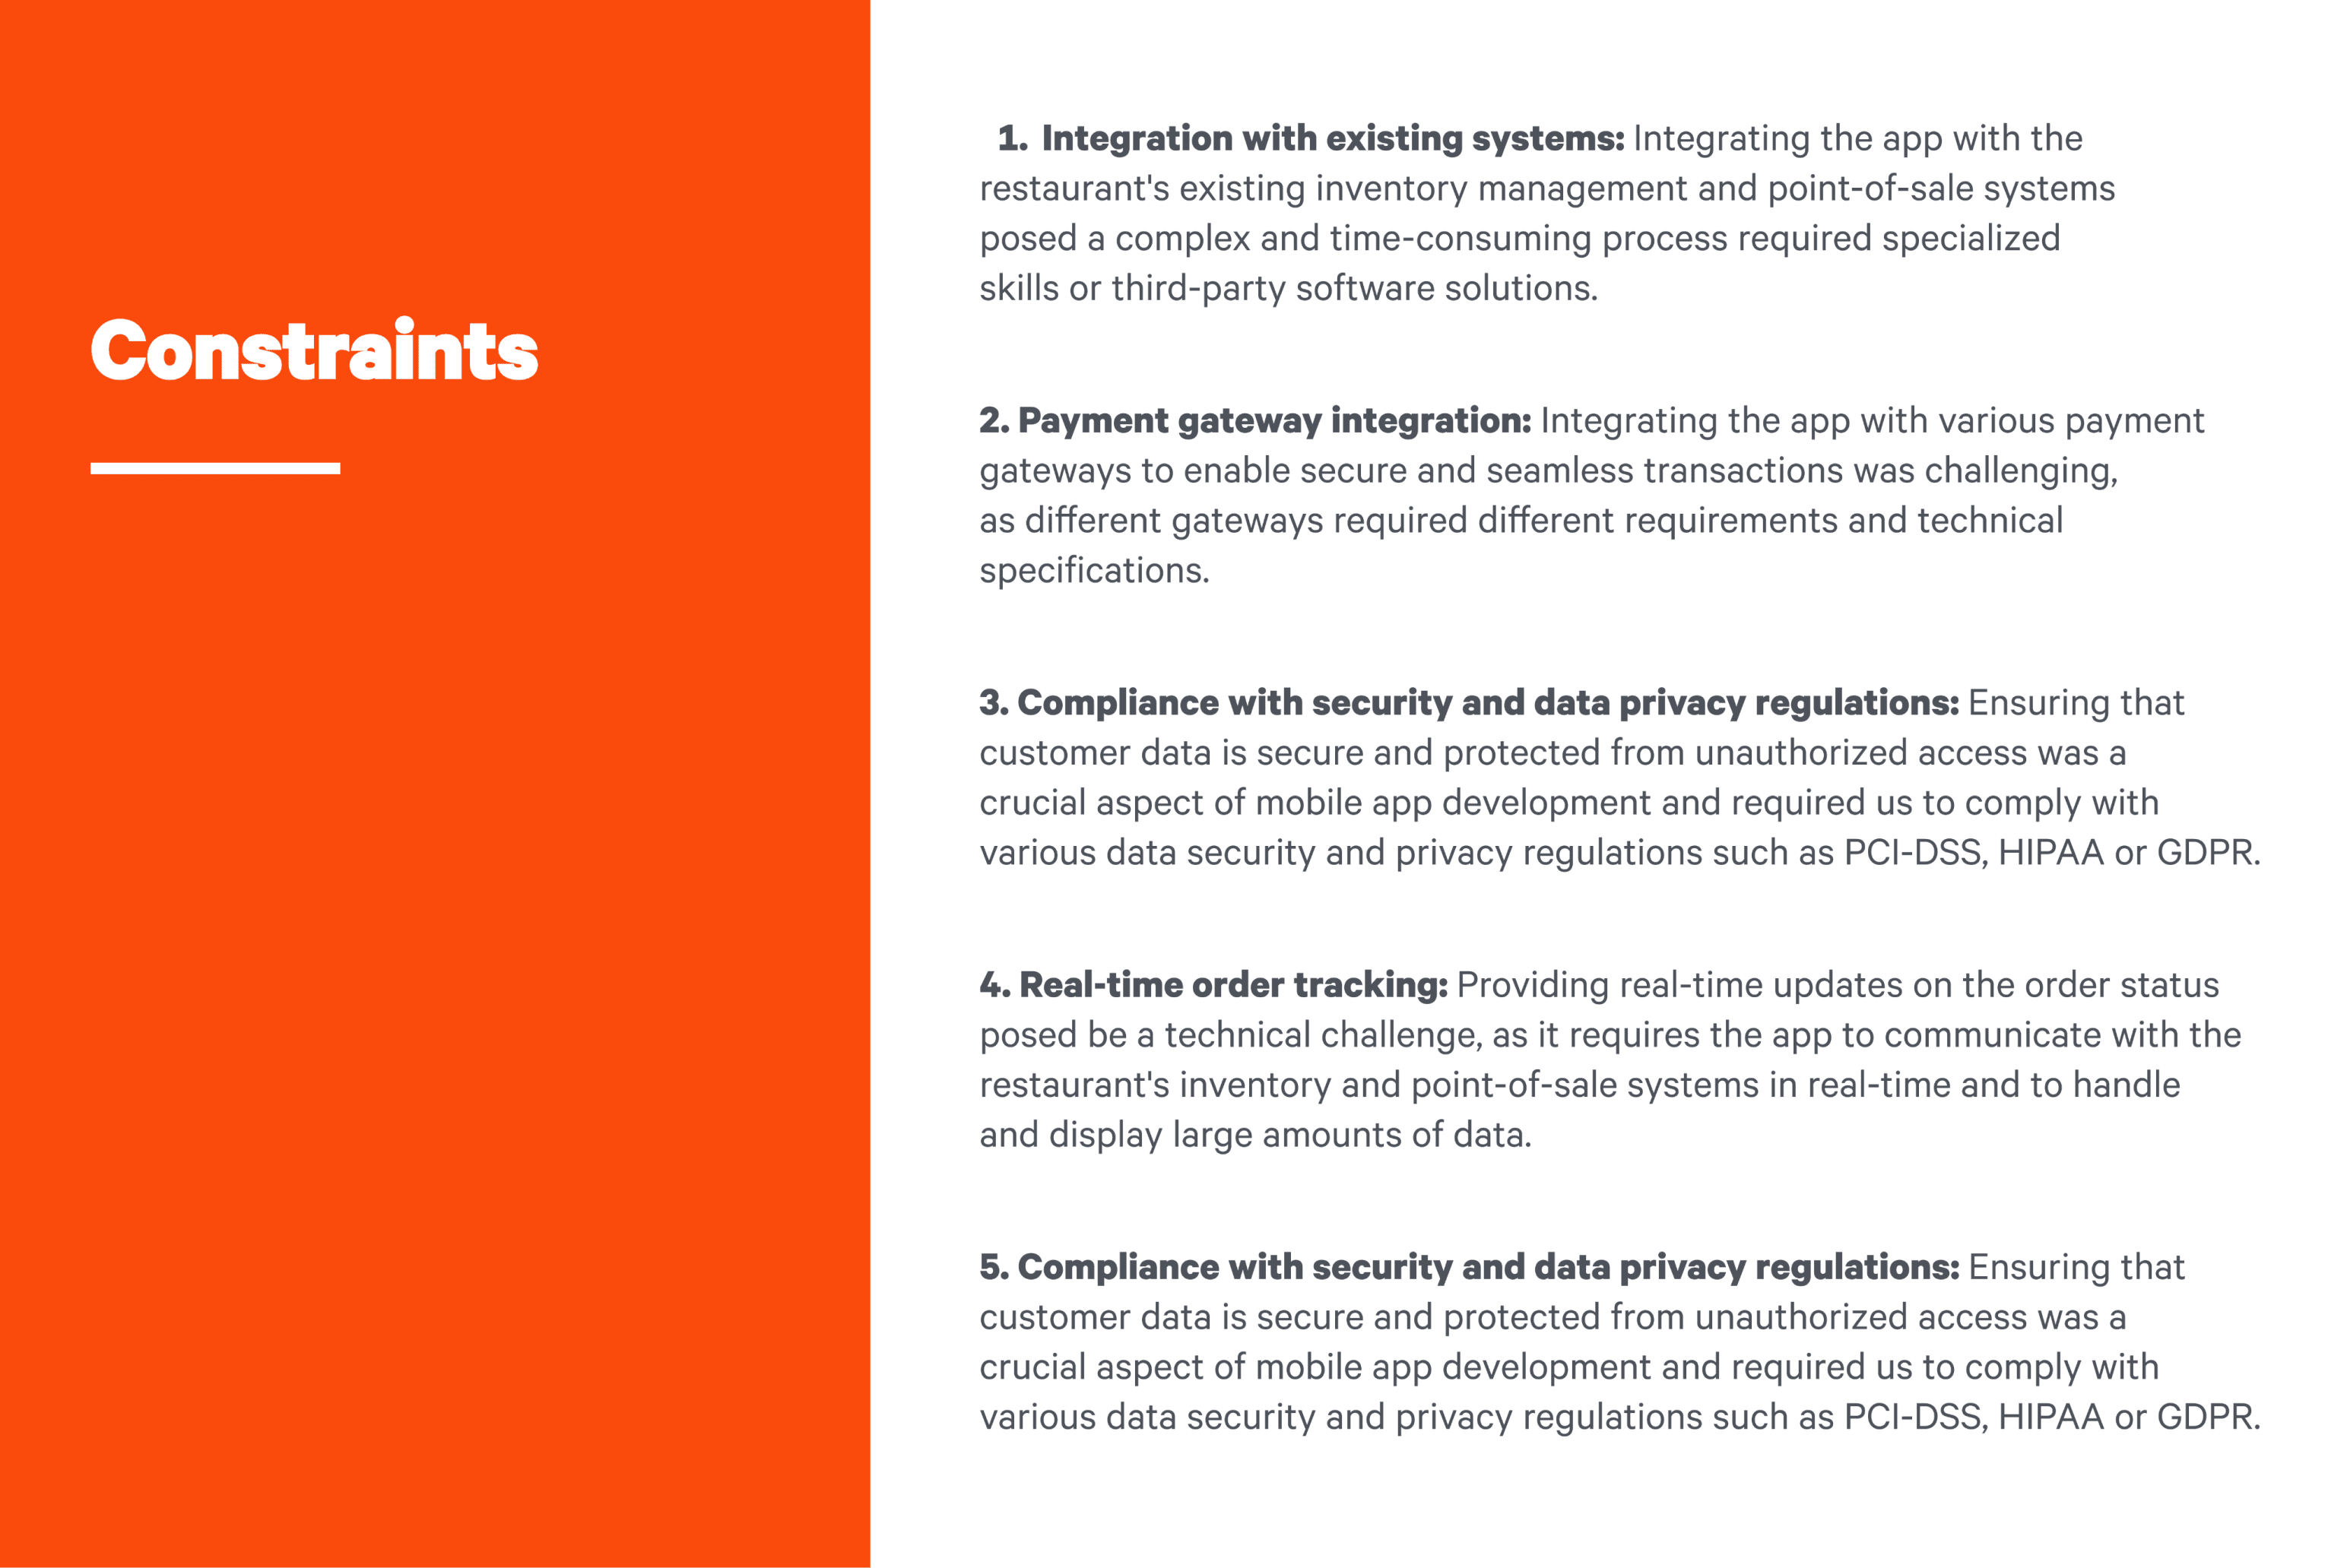 Constraints
1. Integration with existing systems: Integrating the app with the
restaurant's existing inventory management and point-of-sale systems
posed a complex and time-consuming process required specialized
skills or third-party software solutions.
2. Payment gateway integration: Integrating the app with various payment
gateways to enable secure and seamless transactions was challenging,
as different gateways required different requirements and technical
specifications.
3. Compliance with security and data privacy regulations: Ensuring that
customer data is secure and protected from unauthorized access was a
crucial aspect of mobile app development and required us to comply with
various data security and privacy regulations such as PCI-DSS, HIPAA or GDPR.
4. Real-time order tracking: Providing real-time updates on the order status
posed be a technical challenge, as it requires the app to communicate with the
restaurant's inventory and point-of-sale systems in real-time and to handle
and display large amounts of data.
5. Compliance with security and data privacy regulations: Ensuring that
customer data is secure and protected from unauthorized access was a
crucial aspect of mobile app development and required us to comply with
various data security and privacy regulations such as PCI-DSS, HIPAA or GDPR.